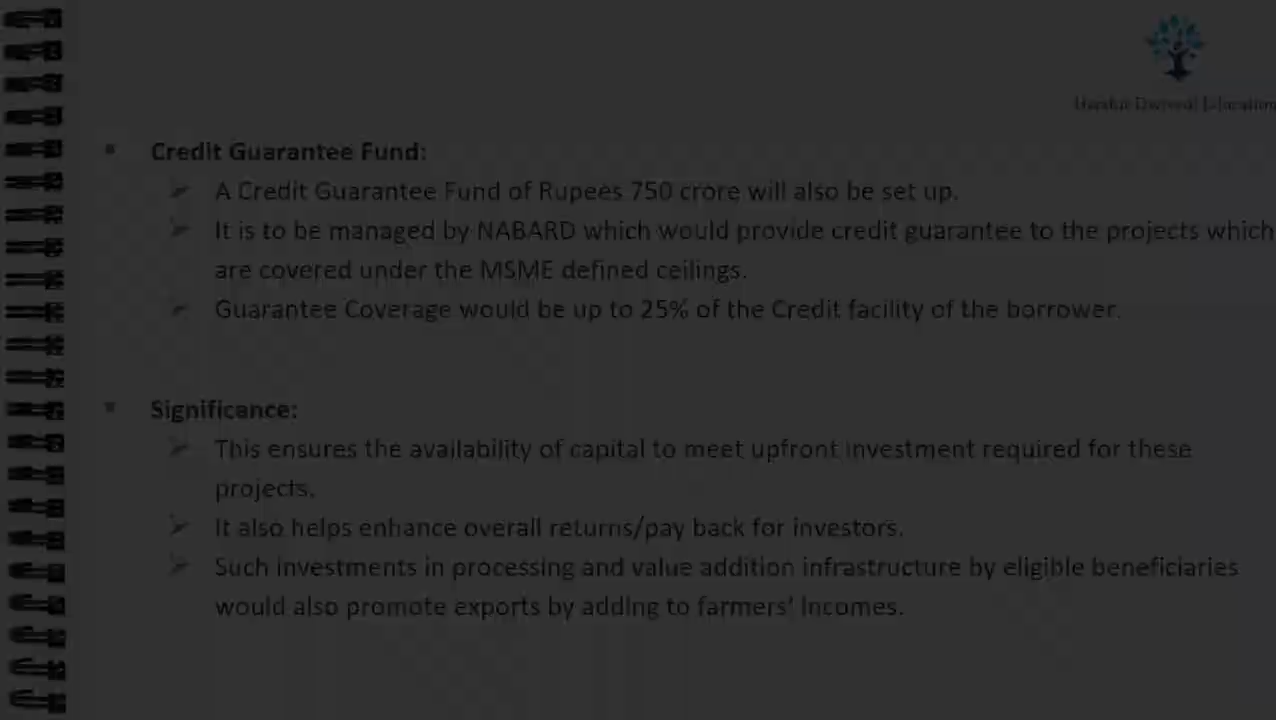 Credit Guarantee Fund:
A Credit Guarantee Fund of Rupees 750 crore will also be set up.
It is to be managed by NABARD which would provide credit guarantee to the projects which
are covered under the MSME defined ceilings.
Guarantee Coverage would be up to 25% of the Credit facility of the borrower.
Significance:
This ensures the availability of capital to meet upfront investment required for these
projects.
It also helps enhance overall returns/pay back for investors.
Such investments in processing and value addition infrastructure by eligible beneficiaries
would also promote exports by adding to farmers' incomes.